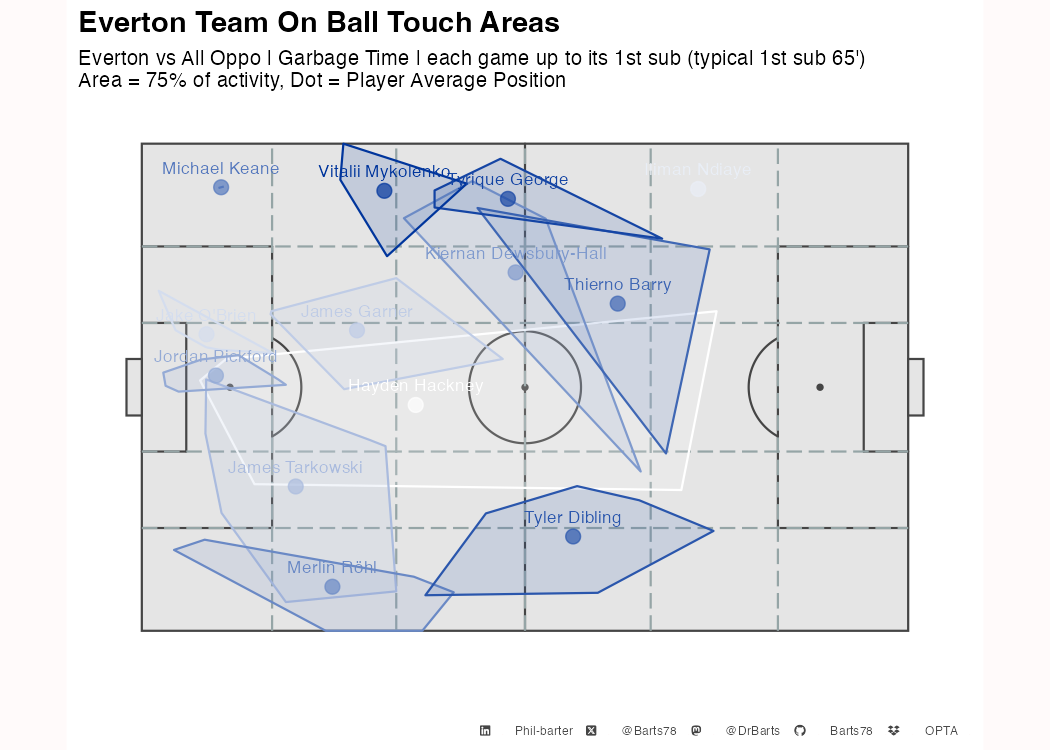 Everton Team On Ball Touch Areas
Everton vs All Oppo | Garbage Time | each game up to its 1st sub (typical 1st sub 65')
Area = 75% of activity, Dot = Player Average Position
Michael Keane
Vitalii Mykolenko
Tyrique George
Iliman Ndiaye
Kiernan Dewsbury-Hall
Thierno Barry
Jake O'Brien
James Garner
Jordan Pickford
Hayden Hackney
James Tarkowski
Tyler Dibling
Merlin Röhl
Phil-barter @Barts78 @DrBarts Barts78 OPTA